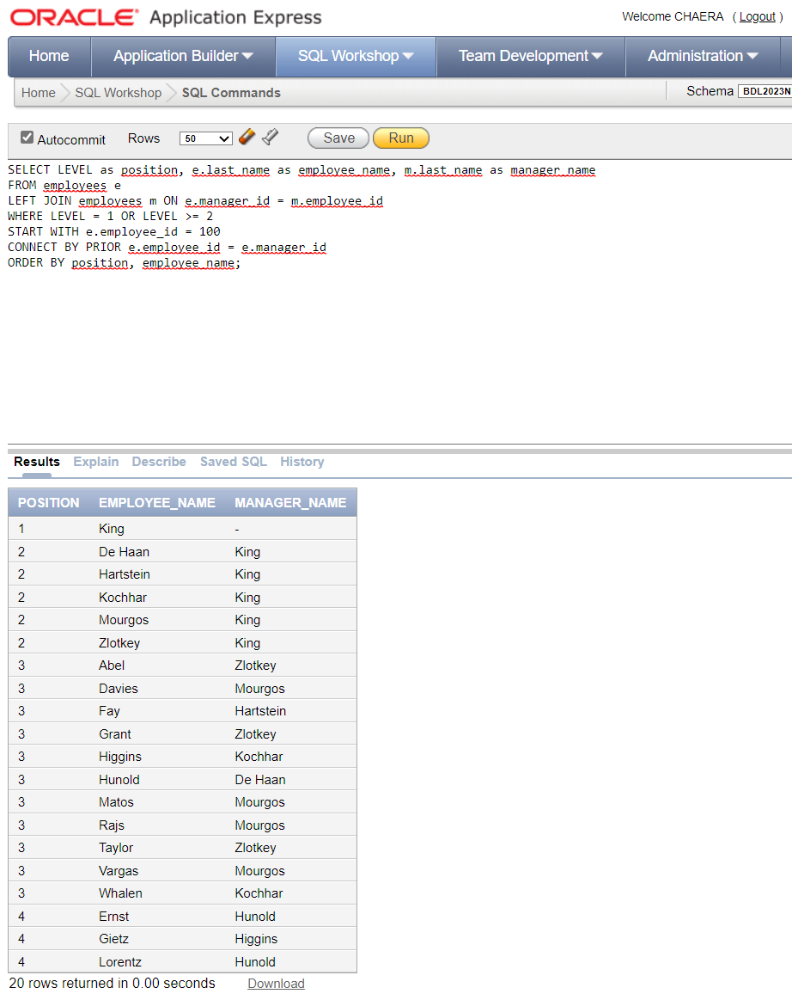 ORACLE® Application Express
Welcome CHAERA ( Logout )
Home Application Builder SQL Workshop Team Development Administration
Home SQL Workshop SQL Commands Schema BDL2023N
Autocommit Rows 50 Save Run
SELECT LEVEL as position, e.last_name as employee_name, m.last_name as manager_name
FROM employees e
LEFT JOIN employees m ON e.manager_id = m.employee_id
WHERE LEVEL = 1 OR LEVEL >= 2
START WITH e.employee_id = 100
CONNECT BY PRIOR e.employee_id = e.manager_id
ORDER BY position, employee_name;
Results Explain Describe Saved SQL History
POSITION EMPLOYEE_NAME MANAGER_NAME
1 King -
2 De Haan King
2 Hartstein King
2 Kochhar King
2 Mourgos King
2 Zlotkey King
3 Abel Zlotkey
3 Davies Mourgos
3 Fay Hartstein
3 Grant Zlotkey
3 Higgins Kochhar
3 Hunold De Haan
3 Matos Mourgos
3 Rajs Mourgos
3 Taylor Zlotkey
3 Vargas Mourgos
3 Whalen Kochhar
4 Ernst Hunold
4 Gietz Higgins
4 Lorentz Hunold
20 rows returned in 0.00 seconds Download